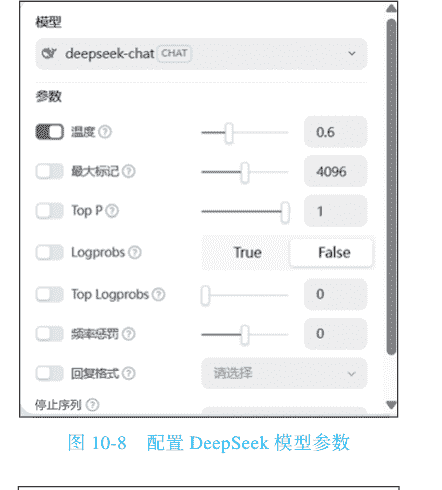 模型
deepseek-chat CHAT
参数
温度 0.6
最大标记 4096
Top P 1
Logprobs True False
Top Logprobs 0
频率惩罚 0
回复格式 请选择
停止序列
图 10-8 配置 DeepSeek 模型参数